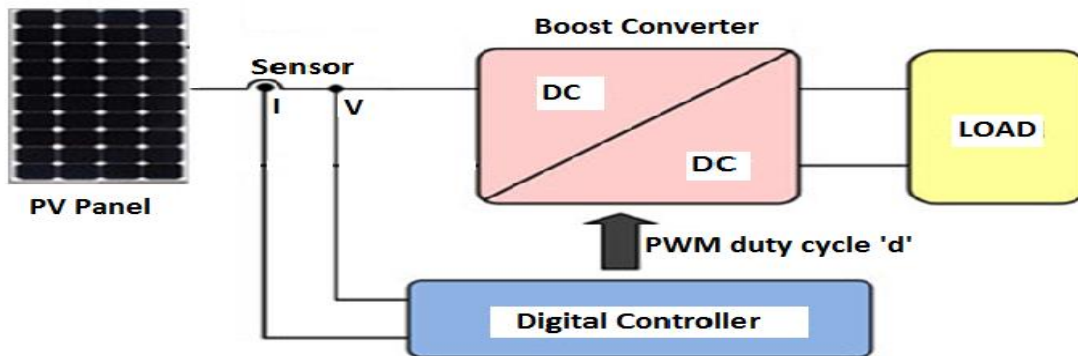 Boost Converter
Sensor
I
V
DC
DC
LOAD
PV Panel
PWM duty cycle 'd'
Digital Controller